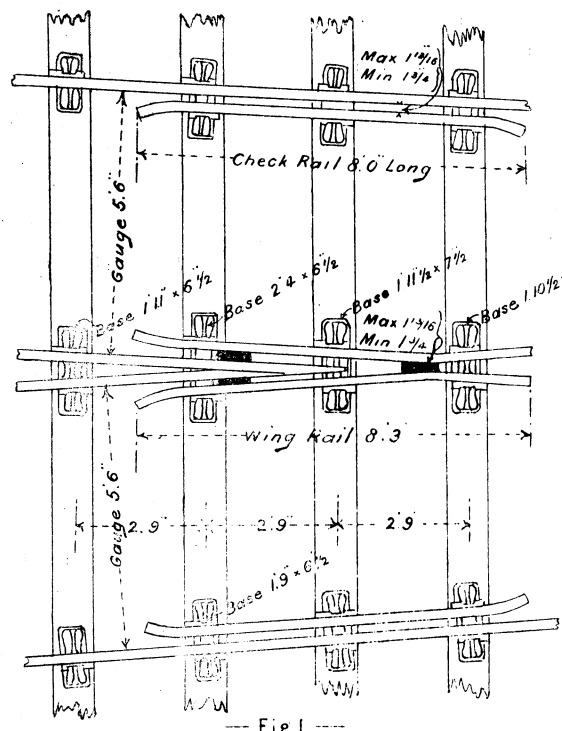 Max 1 13/16"
Min 1 3/4
Check Rail 8'.0" Long
Gauge 5'.6"
Base 1'.11" × 6" 1/2
Base 2'.4 × 6" 1/2
Base 1'.11" 1/2 × 7" 1/2
Base 1'.10" 1/2
Max 1" 13/16
Min 1 3/4
Wing Rail 8'.3"
2'.9"
2'.9"
2'.9"
Gauge 5'.6"
Base 1'.9" × 6" 1/2
Fig 1